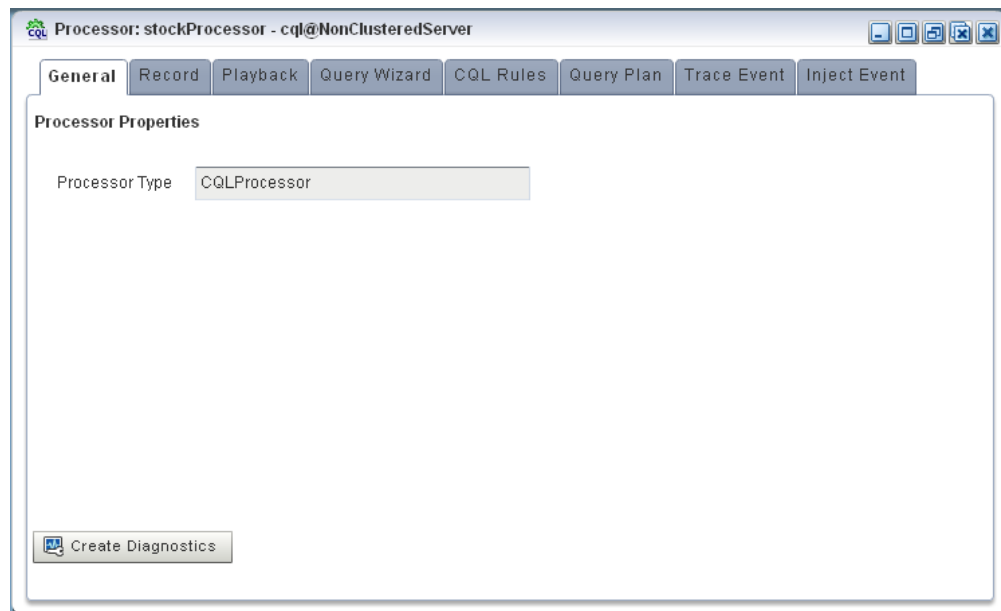 CQL Processor: stockProcessor - cql@NonClusteredServer
General Record Playback Query Wizard CQL Rules Query Plan Trace Event Inject Event
Processor Properties
Processor Type CQLProcessor
Create Diagnostics